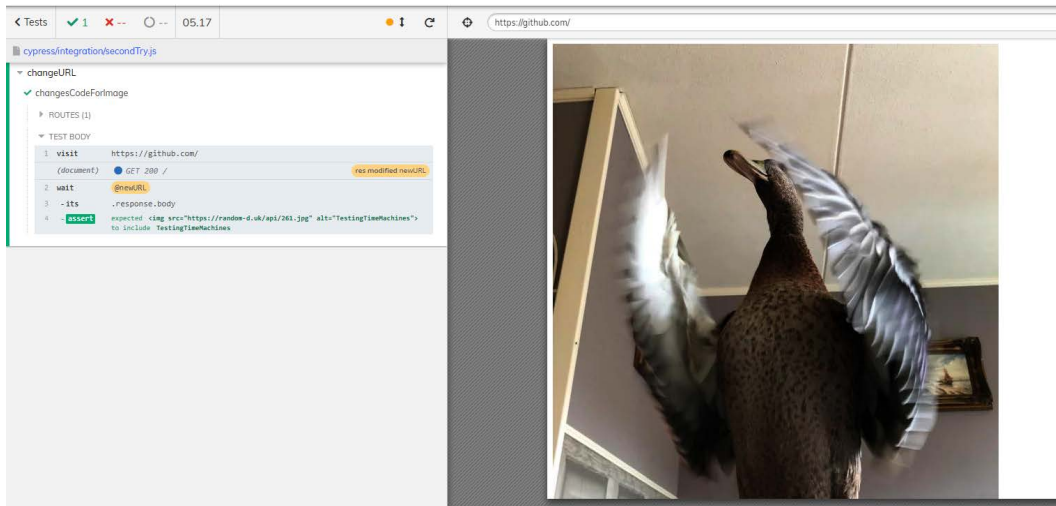 < Tests ✓ 1 ✗ -- ◯ -- 05.17
https://github.com/
cypress/integration/secondTry.js
changeURL
changesCodeForImage
ROUTES (1)
TEST BODY
1 visit https://github.com/
(document) GET 200 / res modified newURL
2 wait @newURL
3 - its .response.body
4 - assert expected <img src="https://random-d.uk/api/261.jpg" alt="TestingTimeMachines">
to include TestingTimeMachines